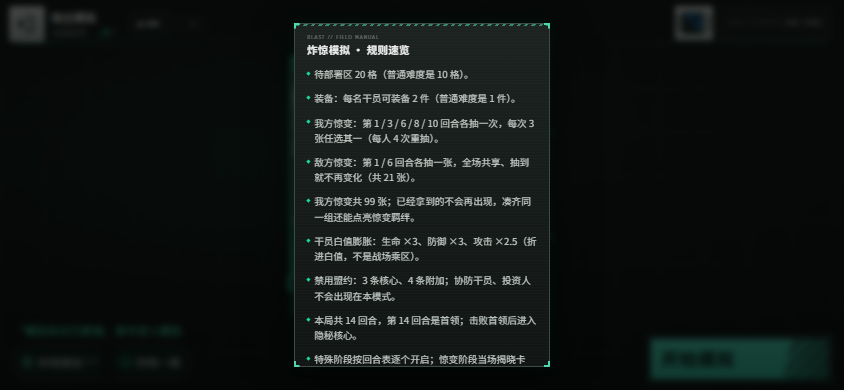 BLAST // FIELD MANUAL
炸惊模拟 • 规则速览
待部署区 20 格（普通难度是 10 格）。
装备：每名干员可装备 2 件（普通难度是 1 件）。
我方惊变：第 1 / 3 / 6 / 8 / 10 回合各抽一次，每次 3
张任选其一（每人 4 次重抽）。
敌方惊变：第 1 / 6 回合各抽一张，全场共享、抽到
就不再变化（共 21 张）。
我方惊变共 99 张；已经拿到的不会再出现，凑齐同
一组还能点亮惊变羁绊。
干员白值膨胀：生命 ×3、防御 ×3、攻击 ×2.5（折
进白值，不是战场乘区）。
禁用盟约：3 条核心、4 条附加；协防干员、投资人
不会出现在本模式。
本局共 14 回合，第 14 回合是首领；击败首领后进入
隐秘核心。
特殊阶段按回合表逐个开启；惊变阶段当场揭晓卡